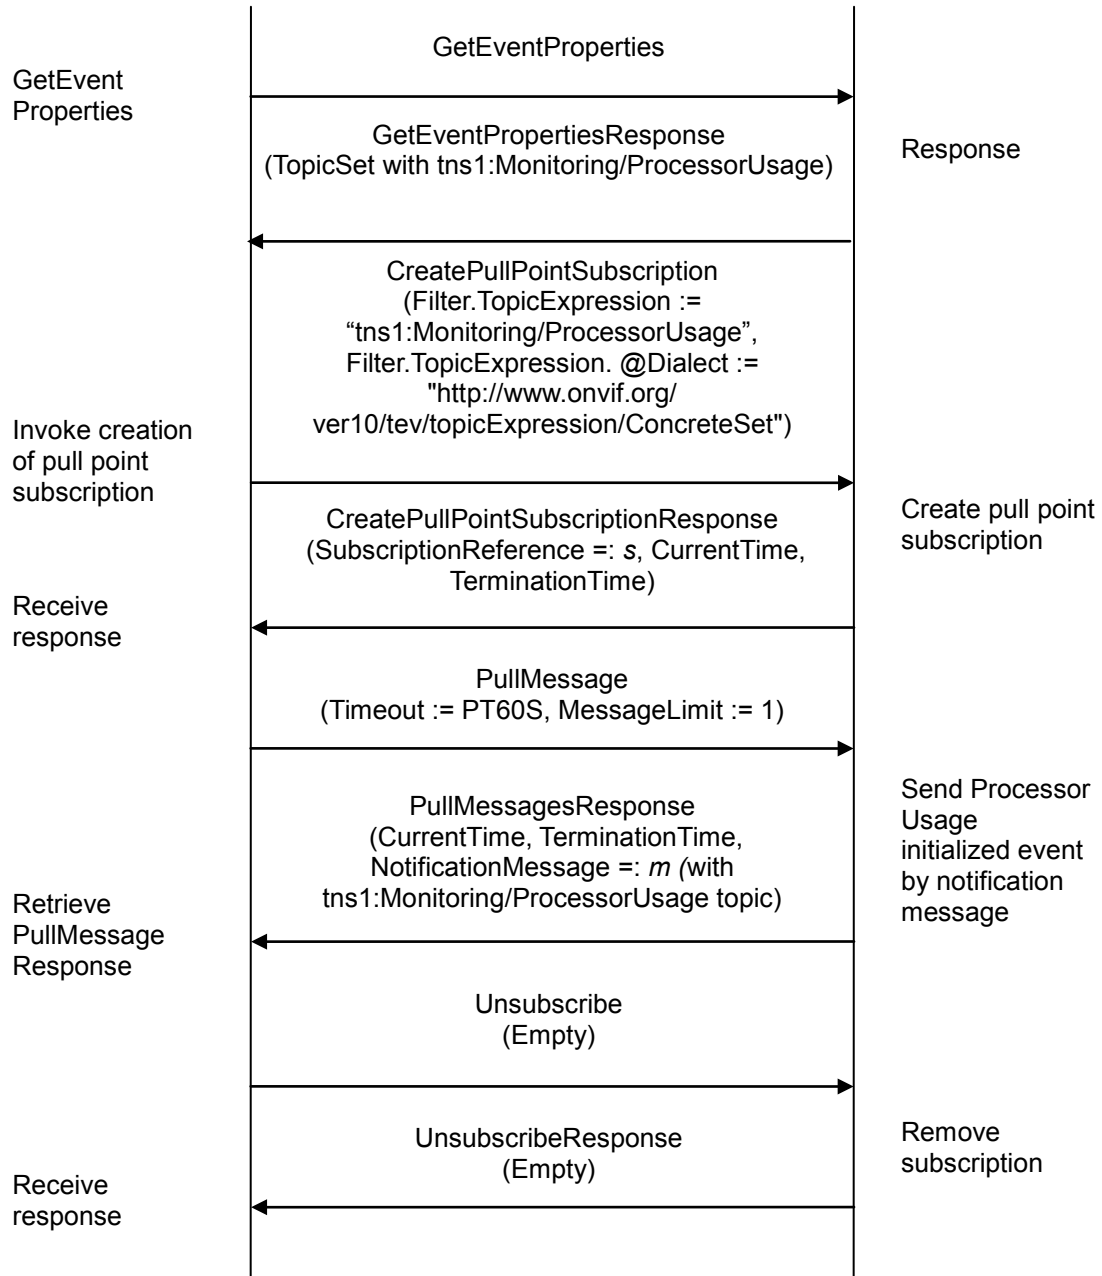 GetEventProperties
GetEvent
Properties
GetEventPropertiesResponse
(TopicSet with tns1:Monitoring/ProcessorUsage)
Response
CreatePullPointSubscription
(Filter.TopicExpression :=
“tns1:Monitoring/ProcessorUsage”,
Filter.TopicExpression. @Dialect :=
"http://www.onvif.org/
ver10/tev/topicExpression/ConcreteSet")
Invoke creation
of pull point
subscription
CreatePullPointSubscriptionResponse
(SubscriptionReference =: s, CurrentTime,
TerminationTime)
Create pull point
subscription
Receive
response
PullMessage
(Timeout := PT60S, MessageLimit := 1)
PullMessagesResponse
(CurrentTime, TerminationTime,
NotificationMessage =: m (with
tns1:Monitoring/ProcessorUsage topic)
Send Processor
Usage
initialized event
by notification
message
Retrieve
PullMessage
Response
Unsubscribe
(Empty)
UnsubscribeResponse
(Empty)
Remove
subscription
Receive
response